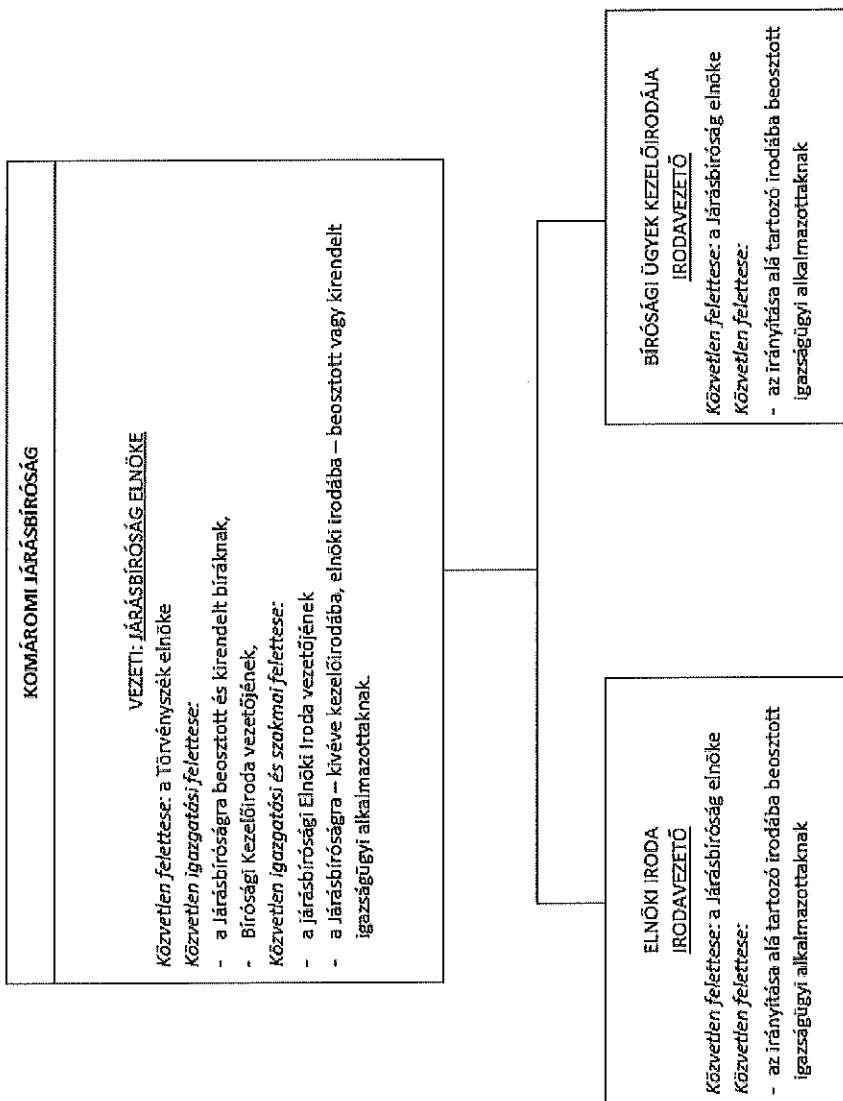 KOMÁROMI JÁRÁSBÍRÓSÁG
VEZETI: JÁRÁSBÍRÓSÁG ELNÖKE
Közvetlen felettese: a Törvényszék elnöke
Közvetlen igazgatási felettese:
- a Járásbíróságra beosztott és kirendelt bíráknak,
- Bírósági Kezelőiroda vezetőjének,
Közvetlen igazgatási és szakmai felettese:
- a járásbírósági Elnöki Iroda vezetőjének
- a Járásbíróságra – kivéve kezelőirodába, elnöki irodába – beosztott vagy kirendelt
igazságügyi alkalmazottaknak.
ELNÖKI IRODA
IRODAVEZETŐ
Közvetlen felettese: a Járásbíróság elnöke
Közvetlen felettese:
- az irányítása alá tartozó irodába beosztott
igazságügyi alkalmazottaknak
BÍRÓSÁGI ÜGYEK KEZELŐIRODÁJA
IRODAVEZETŐ
Közvetlen felettese: a Járásbíróság elnöke
Közvetlen felettese:
- az irányítása alá tartozó irodába beosztott
igazságügyi alkalmazottaknak